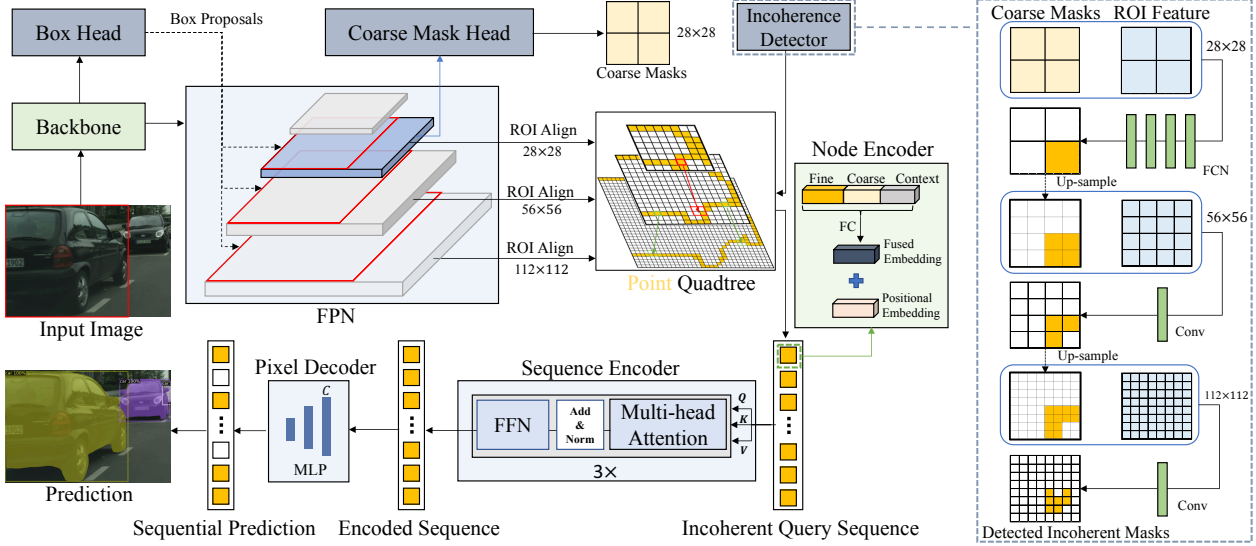 Box Head
Box Proposals
Coarse Mask Head
28×28
Coarse Masks
Incoherence
Detector
Backbone
ROI Align
28×28
ROI Align
56×56
ROI Align
112×112
FPN
Point Quadtree
Input Image
Node Encoder
Fine
Coarse
Context
FC
Fused
Embedding
Positional
Embedding
Coarse Masks
ROI Feature
28×28
FCN
Up-sample
56×56
Conv
Up-sample
112×112
Conv
Detected Incoherent Masks
Prediction
Sequential Prediction
Pixel Decoder
C
MLP
Encoded Sequence
Sequence Encoder
FFN
Add
&
Norm
Multi-head
Attention
3×
Q
K
V
Incoherent Query Sequence